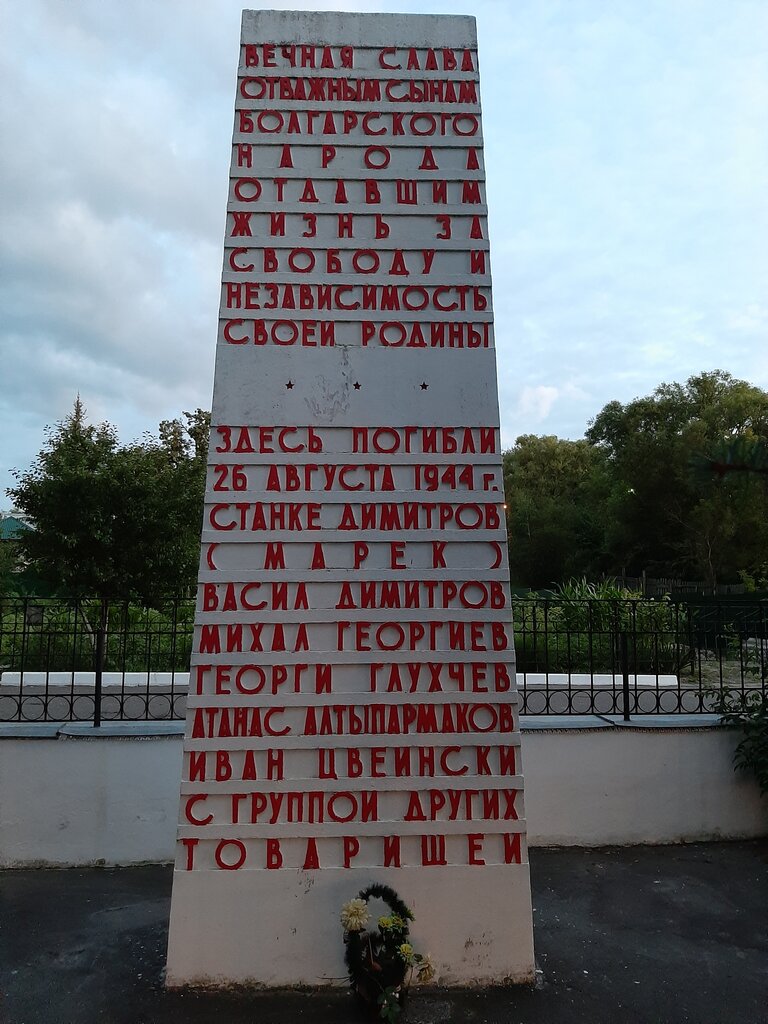 ВЕЧНАЯ СЛАВА
ОТВАЖНЫМ СЫНАМ
БОЛГАРСКОГО
НАРОДА
ОТДАВШИМ
ЖИЗНЬ ЗА
СВОБОДУ И
НЕЗАВИСИМОСТЬ
СВОЕИ РОДИНЫ
ЗДЕСЬ ПОГИБЛИ
26 АВГУСТА 1944 г.
СТАНКЕ ДИМИТРОВ
(МАРЕК)
ВАСИЛ ДИМИТРОВ
МИХАЛ ГЕОРГИЕВ
ГЕОРГИ ГЛУХЧЕВ
АТАНАС АЛТЫПАРМАКОВ
ИВАН ЦВЕИНСКИ
С ГРУППОИ ДРУГИХ
ТОВАРИЩЕИ